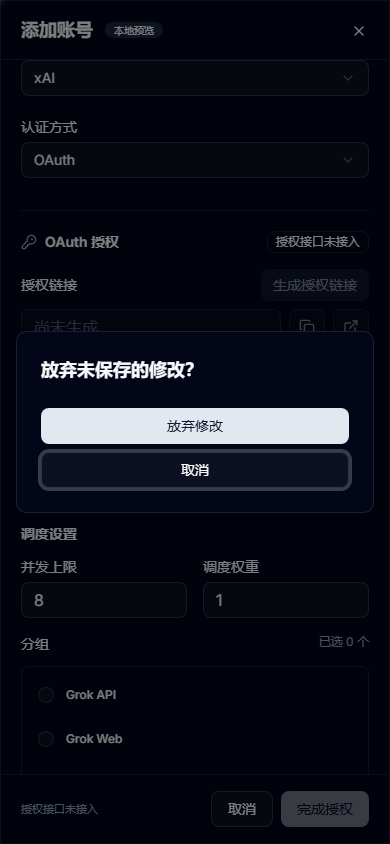 添加账号 本地预览
xAI
认证方式
OAuth
OAuth 授权 授权接口未接入
授权链接 生成授权链接
尚未生成
放弃未保存的修改?
放弃修改
取消
调度设置
并发上限 调度权重
8 1
分组 已选 0 个
Grok API
Grok Web
授权接口未接入 取消 完成授权